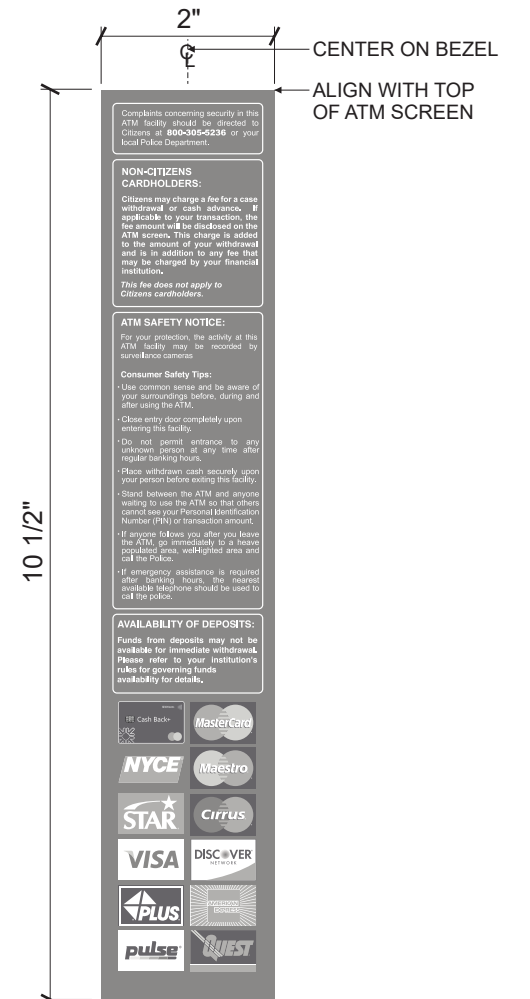 2"
℄
CENTER ON BEZEL
ALIGN WITH TOP
OF ATM SCREEN
10 1/2"
Complaints concerning security in this
ATM facility should be directed to
Citizens at 800-305-5236 or your
local Police Department.
NON-CITIZENS
CARDHOLDERS:
Citizens may charge a fee for a case
withdrawal or cash advance. If
applicable to your transaction, the
fee amount will be disclosed on the
ATM screen. This charge is added
to the amount of your withdrawal
and is in addition to any fee that
may be charged by your financial
institution.
This fee does not apply to
Citizens cardholders.
ATM SAFETY NOTICE:
For your protection, the activity at this
ATM facility may be recorded by
surveillance cameras
Consumer Safety Tips:
· Use common sense and be aware of
your surroundings before, during and
after using the ATM.
· Close entry door completely upon
entering this facility.
· Do not permit entrance to any
unknown person at any time after
regular banking hours.
· Place withdrawn cash securely upon
your person before exiting this facility.
· Stand between the ATM and anyone
waiting to use the ATM so that others
cannot see your Personal Identification
Number (PIN) or transaction amount.
· If anyone follows you after you leave
the ATM, go immediately to a heave
populated area, well-lighted area and
call the Police.
· If emergency assistance is required
after banking hours, the nearest
available telephone should be used to
call the police.
AVAILABILITY OF DEPOSITS:
Funds from deposits may not be
available for immediate withdrawal.
Please refer to your institution's
rules for governing funds
availability for details.
Cash Back+
MasterCard
NYCE
Maestro
STAR
Cirrus
VISA
DISCOVER
NETWORK
PLUS
AMERICAN
EXPRESS
pulse
QUEST